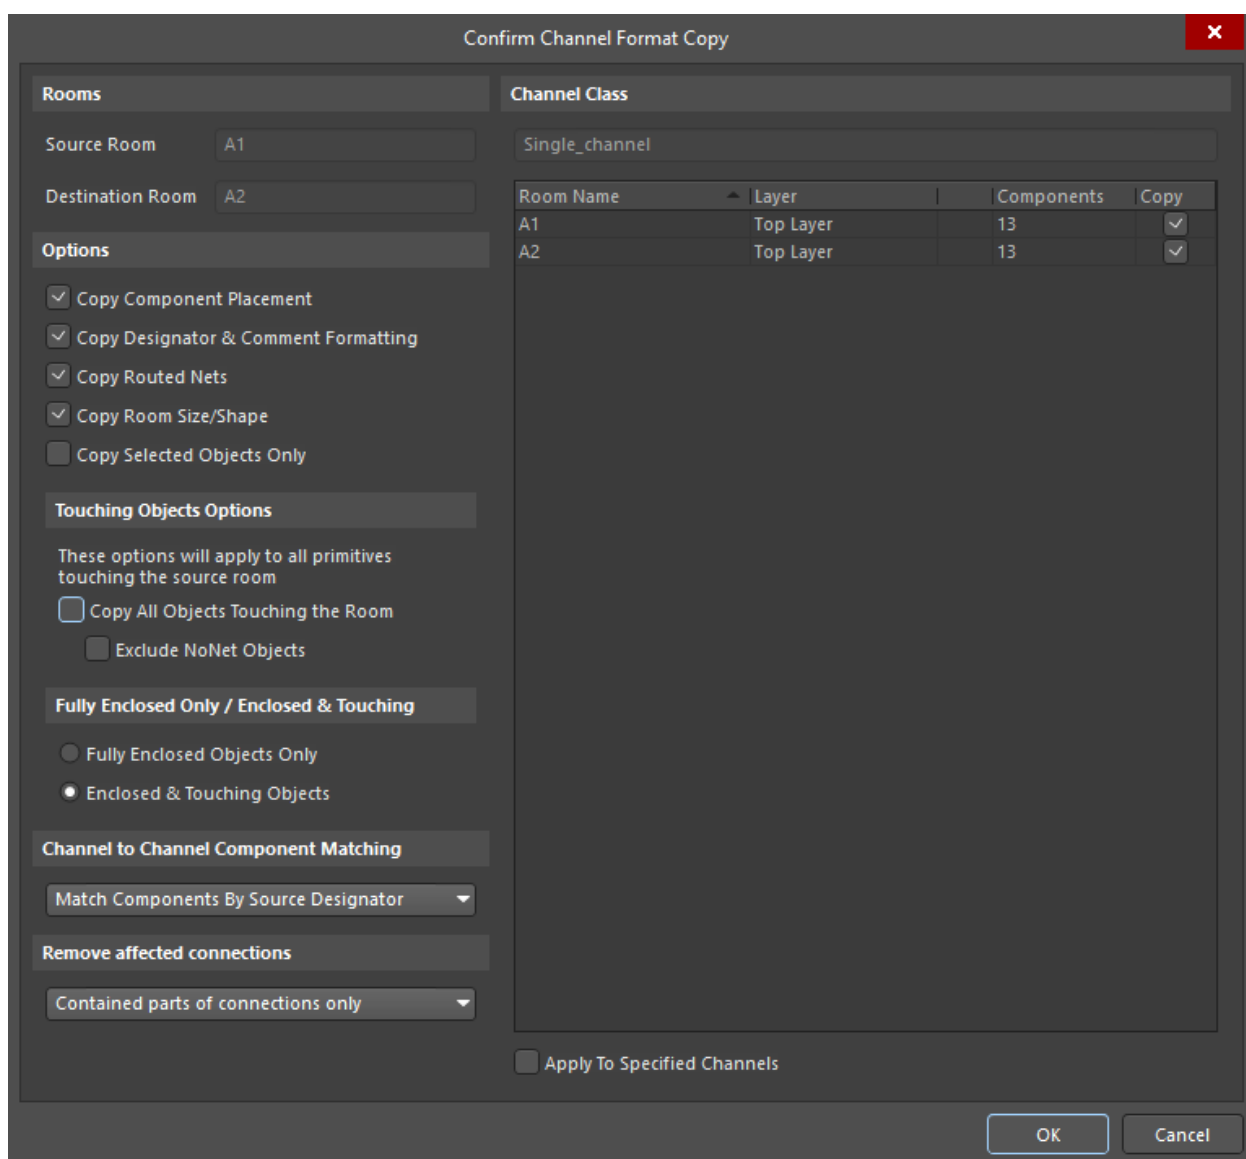 Confirm Channel Format Copy
Rooms
Source Room A1
Destination Room A2
Options
Copy Component Placement
Copy Designator & Comment Formatting
Copy Routed Nets
Copy Room Size/Shape
Copy Selected Objects Only
Touching Objects Options
These options will apply to all primitives
touching the source room
Copy All Objects Touching the Room
Exclude NoNet Objects
Fully Enclosed Only / Enclosed & Touching
Fully Enclosed Objects Only
Enclosed & Touching Objects
Channel to Channel Component Matching
Match Components By Source Designator
Remove affected connections
Contained parts of connections only
Channel Class
Single_channel
Room Name Layer Components Copy
A1 Top Layer 13
A2 Top Layer 13
Apply To Specified Channels
OK Cancel